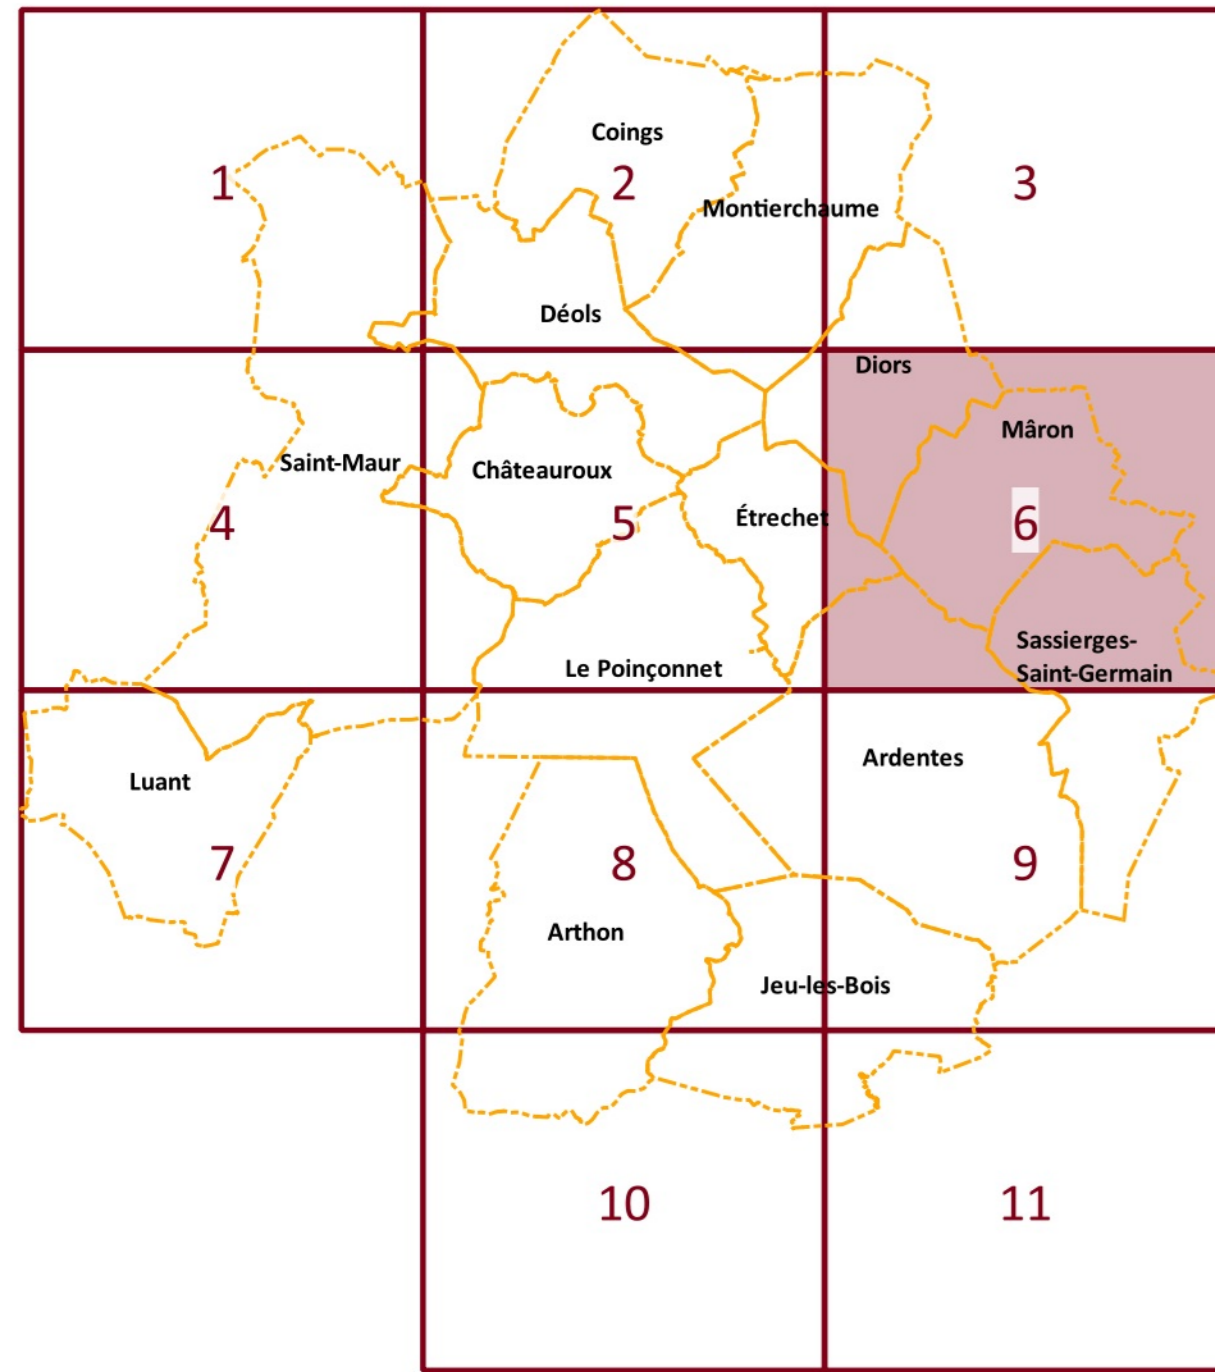 Coings
1
2
3
Montierchaume
Déols
Diors
Mâron
Saint-Maur
Châteauroux
4
5
Étrechet
6
Sassierges-
Saint-Germain
Le Poinçonnet
Ardentes
Luant
7
8
9
Arthon
Jeu-les-Bois
10
11